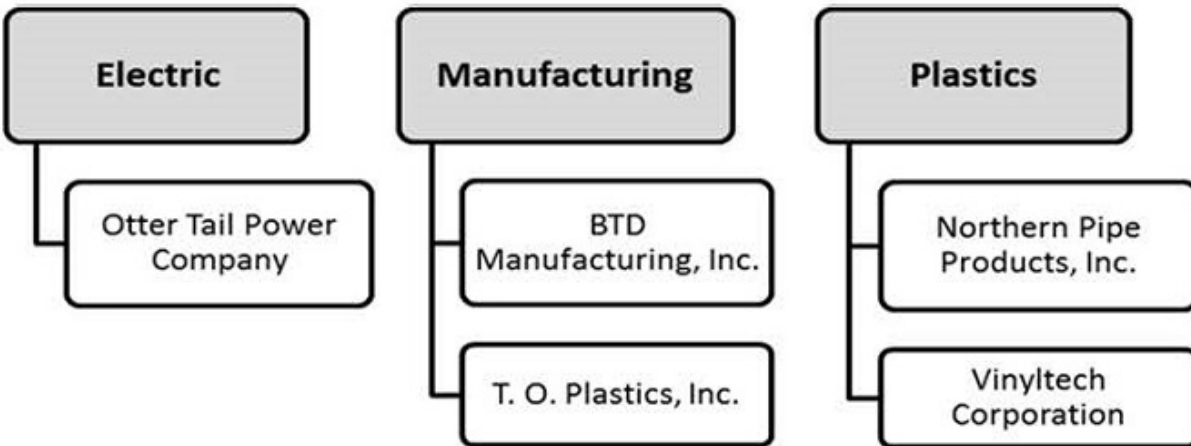 Electric
Otter Tail Power
Company
Manufacturing
BTD
Manufacturing, Inc.
T. O. Plastics, Inc.
Plastics
Northern Pipe
Products, Inc.
Vinyltech
Corporation